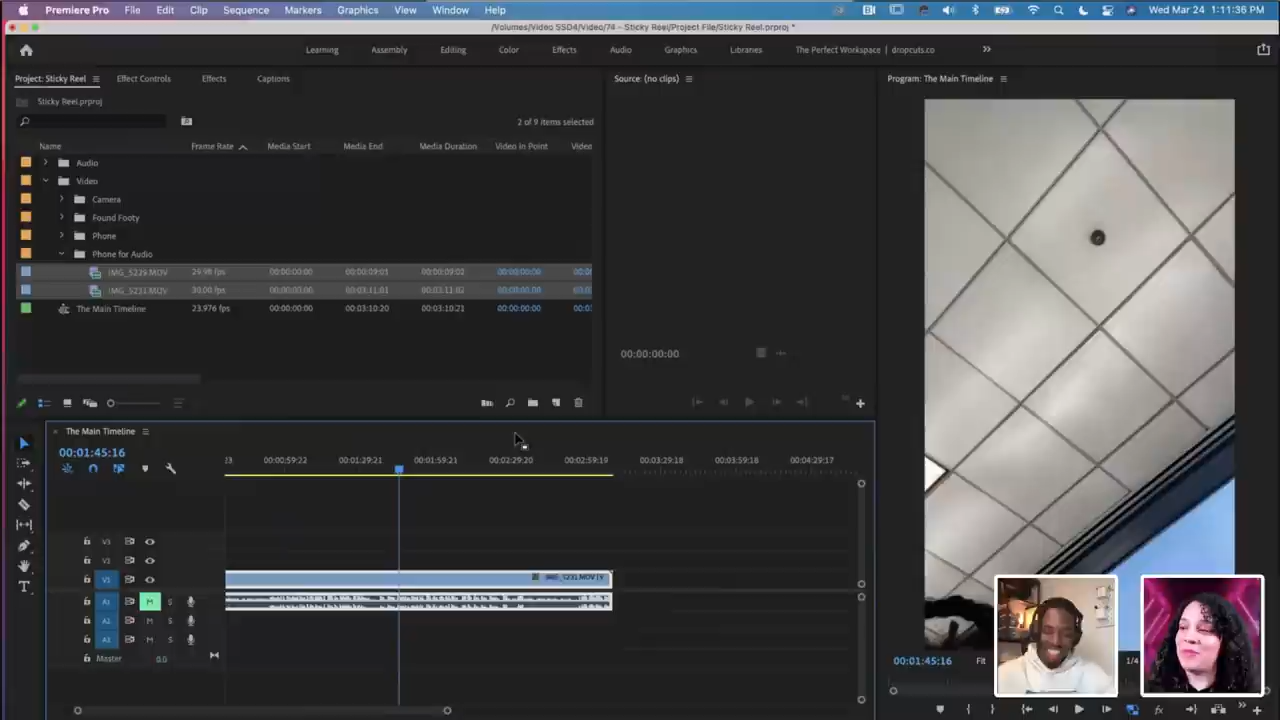 Premiere Pro File Edit Clip Sequence Markers Graphics View Window Help Wed Mar 24 1:11:36 PM
/Volumes/Video SSD4/Video/74 - Sticky Reel/Project File/Sticky Reel.prproj *
Learning Assembly Editing Color Effects Audio Graphics Libraries The Perfect Workspace | dropcuts.co >>
Project: Sticky Reel Effect Controls Effects Captions Source: (no clips) Program: The Main Timeline
Sticky Reel.prproj
2 of 9 items selected
Name Frame Rate Media Start Media End Media Duration Video In Point Video
Audio
Video
Camera
Found Footy
Phone
Phone for Audio
IMG_5229.MOV 29.98 fps 00:00:00:00 00:00:09:01 00:00:09:02 00:00:00:00 00:00
IMG_5231.MOV 30.00 fps 00:00:00:00 00:03:11:01 00:03:11:02 00:00:00:00 00:03
The Main Timeline 23.976 fps 00:00:00:00 00:03:10:20 00:03:10:21 00:00:00:00 00:03
00:00:00:00
The Main Timeline
00:01:45:16
00:00:59:22 00:01:29:21 00:01:59:21 00:02:29:20 00:02:59:19 00:03:29:18 00:03:59:18 00:04:29:17
V3
V2
V1 IMG_5231.MOV [V
A1 M S
A2 M S
A3 M S
Master 0.0
00:01:45:16 Fit 1/4